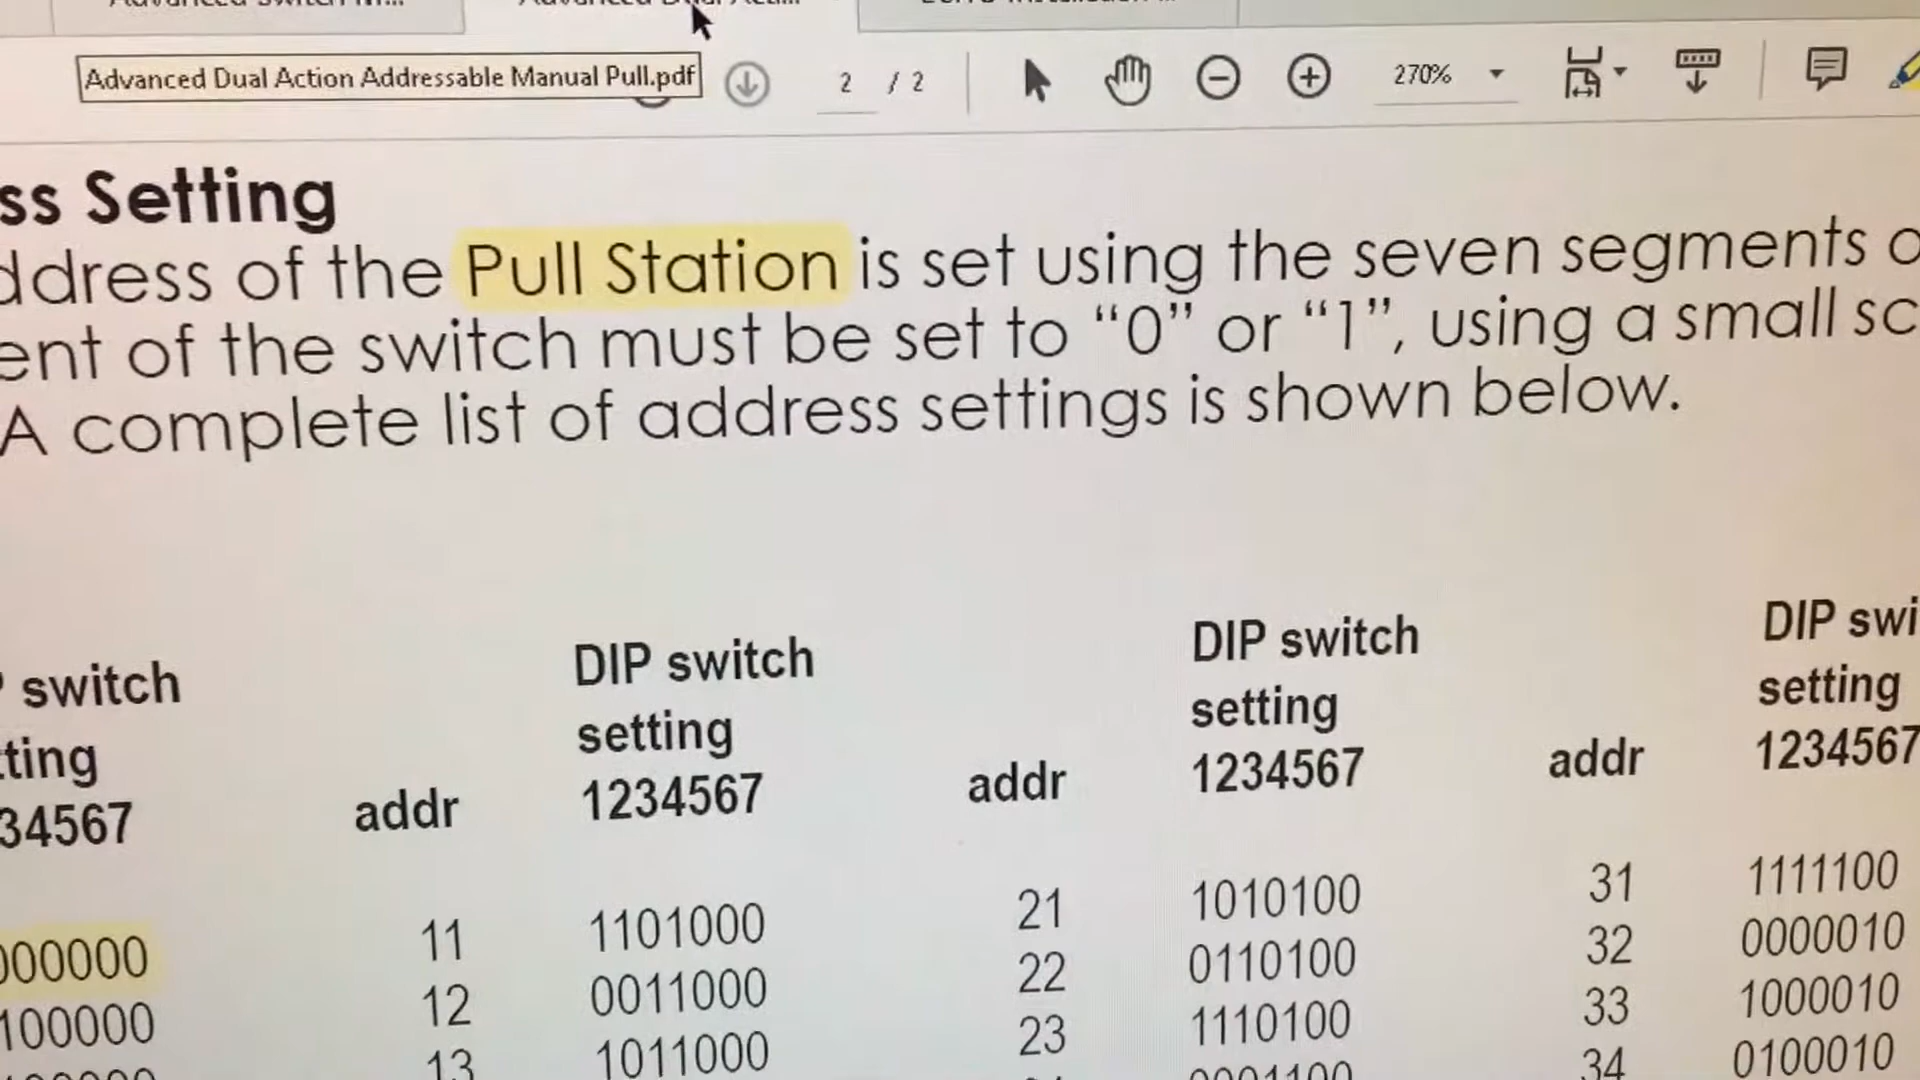 Advanced Dual Action Addressable Manual Pull.pdf
2 / 2
270%
ss Setting
ddress of the Pull Station is set using the seven segments o
ent of the switch must be set to “0” or “1”, using a small sc
A complete list of address settings is shown below.
switch DIP switch DIP switch DIP swi
ting setting setting setting
34567 addr 1234567 addr 1234567 addr 1234567
000000 11 1101000 21 1010100 31 1111100
100000 12 0011000 22 0110100 32 0000010
13 1011000 23 1110100 33 1000010
0001100 34 0100010